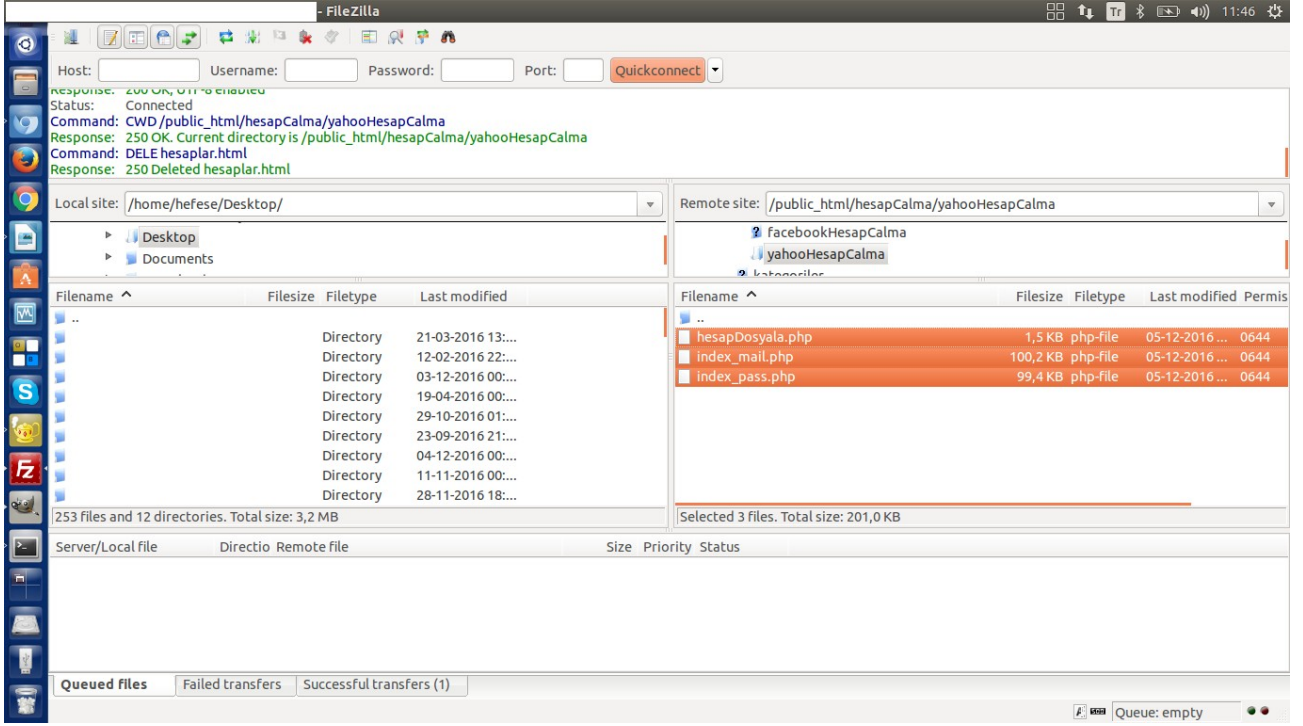 - FileZilla
Tr
11:46
Host: Username: Password: Port: Quickconnect
Response: 200 OK, UTF-8 enabled
Status: Connected
Command: CWD /public_html/hesapCalma/yahooHesapCalma
Response: 250 OK. Current directory is /public_html/hesapCalma/yahooHesapCalma
Command: DELE hesaplar.html
Response: 250 Deleted hesaplar.html
Local site: /home/hefese/Desktop/
Desktop
Documents
Filename Filesize Filetype Last modified
..
Directory 21-03-2016 13:...
Directory 12-02-2016 22:...
Directory 03-12-2016 00:...
Directory 19-04-2016 00:...
Directory 29-10-2016 01:...
Directory 23-09-2016 21:...
Directory 04-12-2016 00:...
Directory 11-11-2016 00:...
Directory 28-11-2016 18:...
253 files and 12 directories. Total size: 3,2 MB
Remote site: /public_html/hesapCalma/yahooHesapCalma
? facebookHesapCalma
yahooHesapCalma
? kategoriler
Filename Filesize Filetype Last modified Permis
..
hesapDosyala.php 1,5 KB php-file 05-12-2016 ... 0644
index_mail.php 100,2 KB php-file 05-12-2016 ... 0644
index_pass.php 99,4 KB php-file 05-12-2016 ... 0644
Selected 3 files. Total size: 201,0 KB
Server/Local file Directio Remote file Size Priority Status
Queued files Failed transfers Successful transfers (1)
Queue: empty